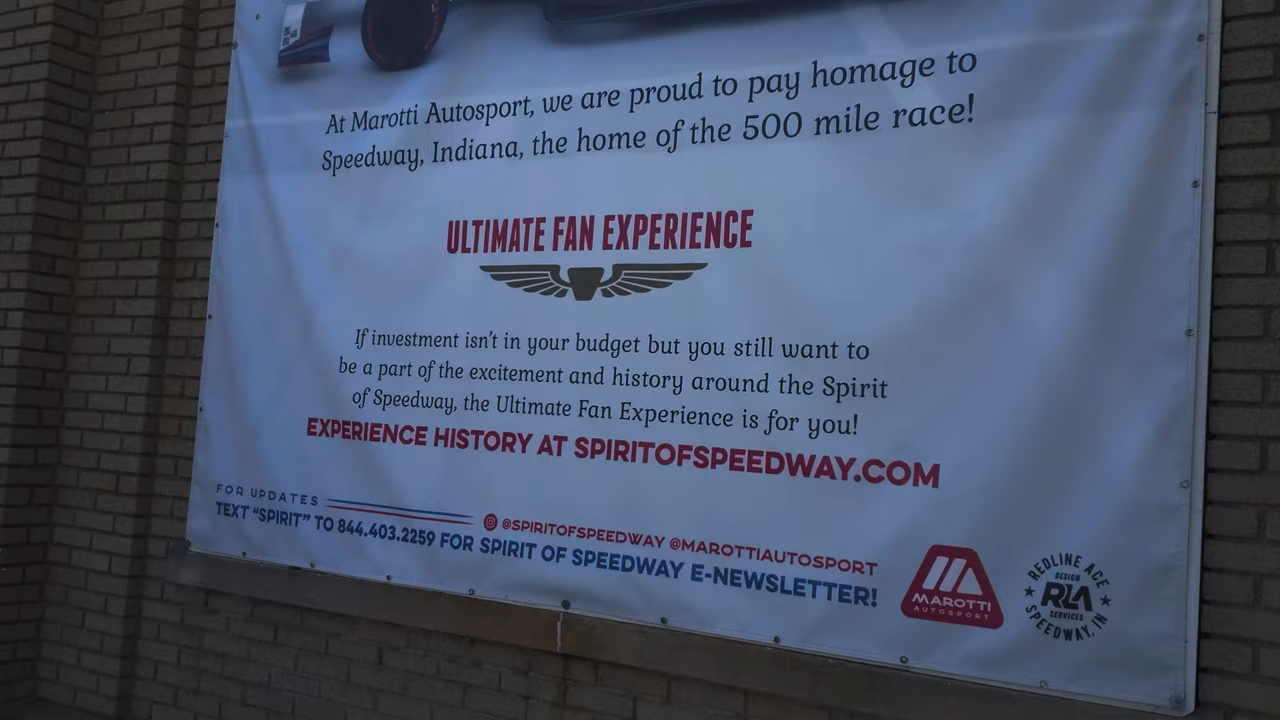 At Marotti Autosport, we are proud to pay homage to
Speedway, Indiana, the home of the 500 mile race!
ULTIMATE FAN EXPERIENCE
If investment isn't in your budget but you still want to
be a part of the excitement and history around the Spirit
of Speedway, the Ultimate Fan Experience is for you!
EXPERIENCE HISTORY AT SPIRITOFSPEEDWAY.COM
FOR UPDATES
@SPIRITOFSPEEDWAY @MAROTTIAUTOSPORT
TEXT “SPIRIT” TO 844.403.2259 FOR SPIRIT OF SPEEDWAY E-NEWSLETTER!
MAROTTI
AUTOSPORT
REDLINE ACE
DESIGN
RLA
SERVICES
SPEEDWAY, IN